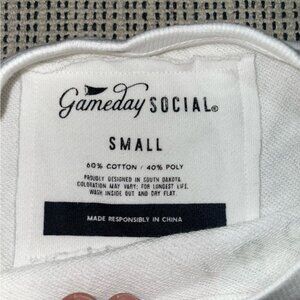 Gameday SOCIAL®
SMALL
60% COTTON / 40% POLY
PROUDLY DESIGNED IN SOUTH DAKOTA
COLORATION MAY VARY: FOR LONGEST LIFE,
WASH INSIDE OUT AND DRY FLAT.
MADE RESPONSIBLY IN CHINA